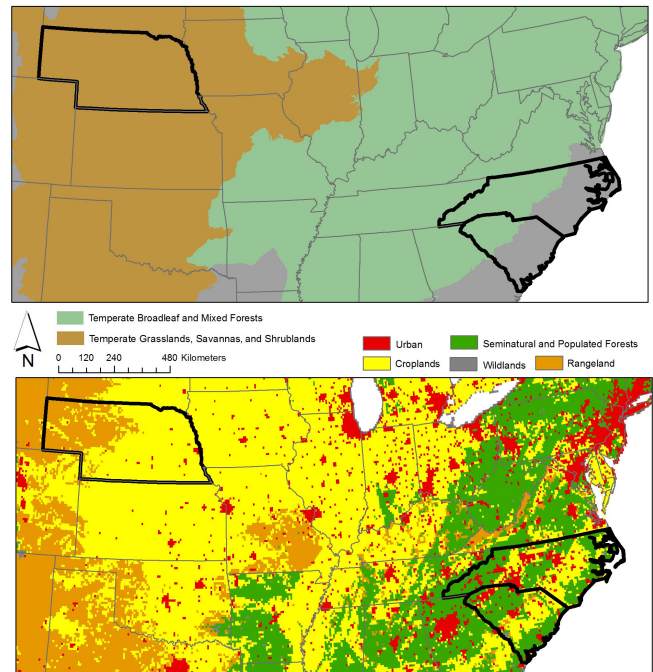 Temperate Broadleaf and Mixed Forests
Temperate Grasslands, Savannas, and Shrublands
N
0 120 240 480 Kilometers
Urban
Seminatural and Populated Forests
Croplands
Wildlands
Rangeland